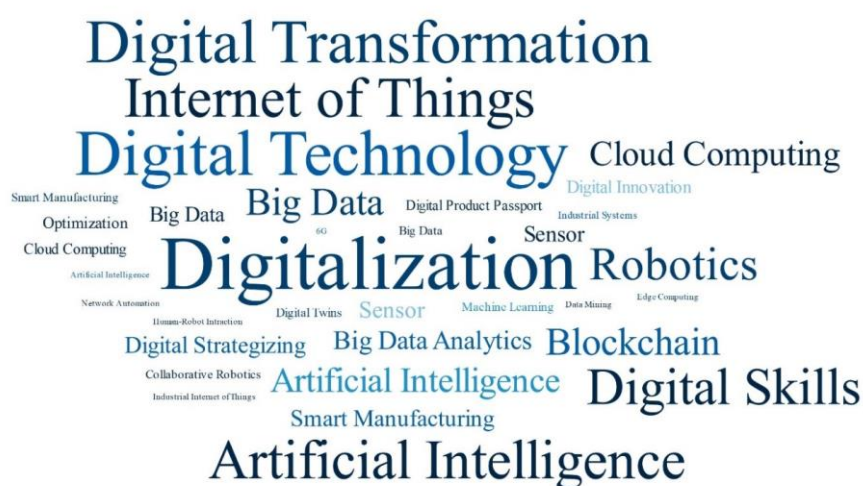 Digital Transformation
Internet of Things
Digital Technology
Cloud Computing
Digital Innovation
Smart Manufacturing
Big Data
Big Data
Digital Product Passport
Industrial Systems
Optimization
6G
Big Data
Sensor
Cloud Computing
Digitalization
Robotics
Artificial Intelligence
Network Automation
Digital Twins
Sensor
Machine Learning
Data Mining
Edge Computing
Human-Robot Intraction
Digital Strategizing
Big Data Analytics
Blockchain
Collaborative Robotics
Artificial Intelligence
Digital Skills
Industrial Internet of Things
Smart Manufacturing
Artificial Intelligence